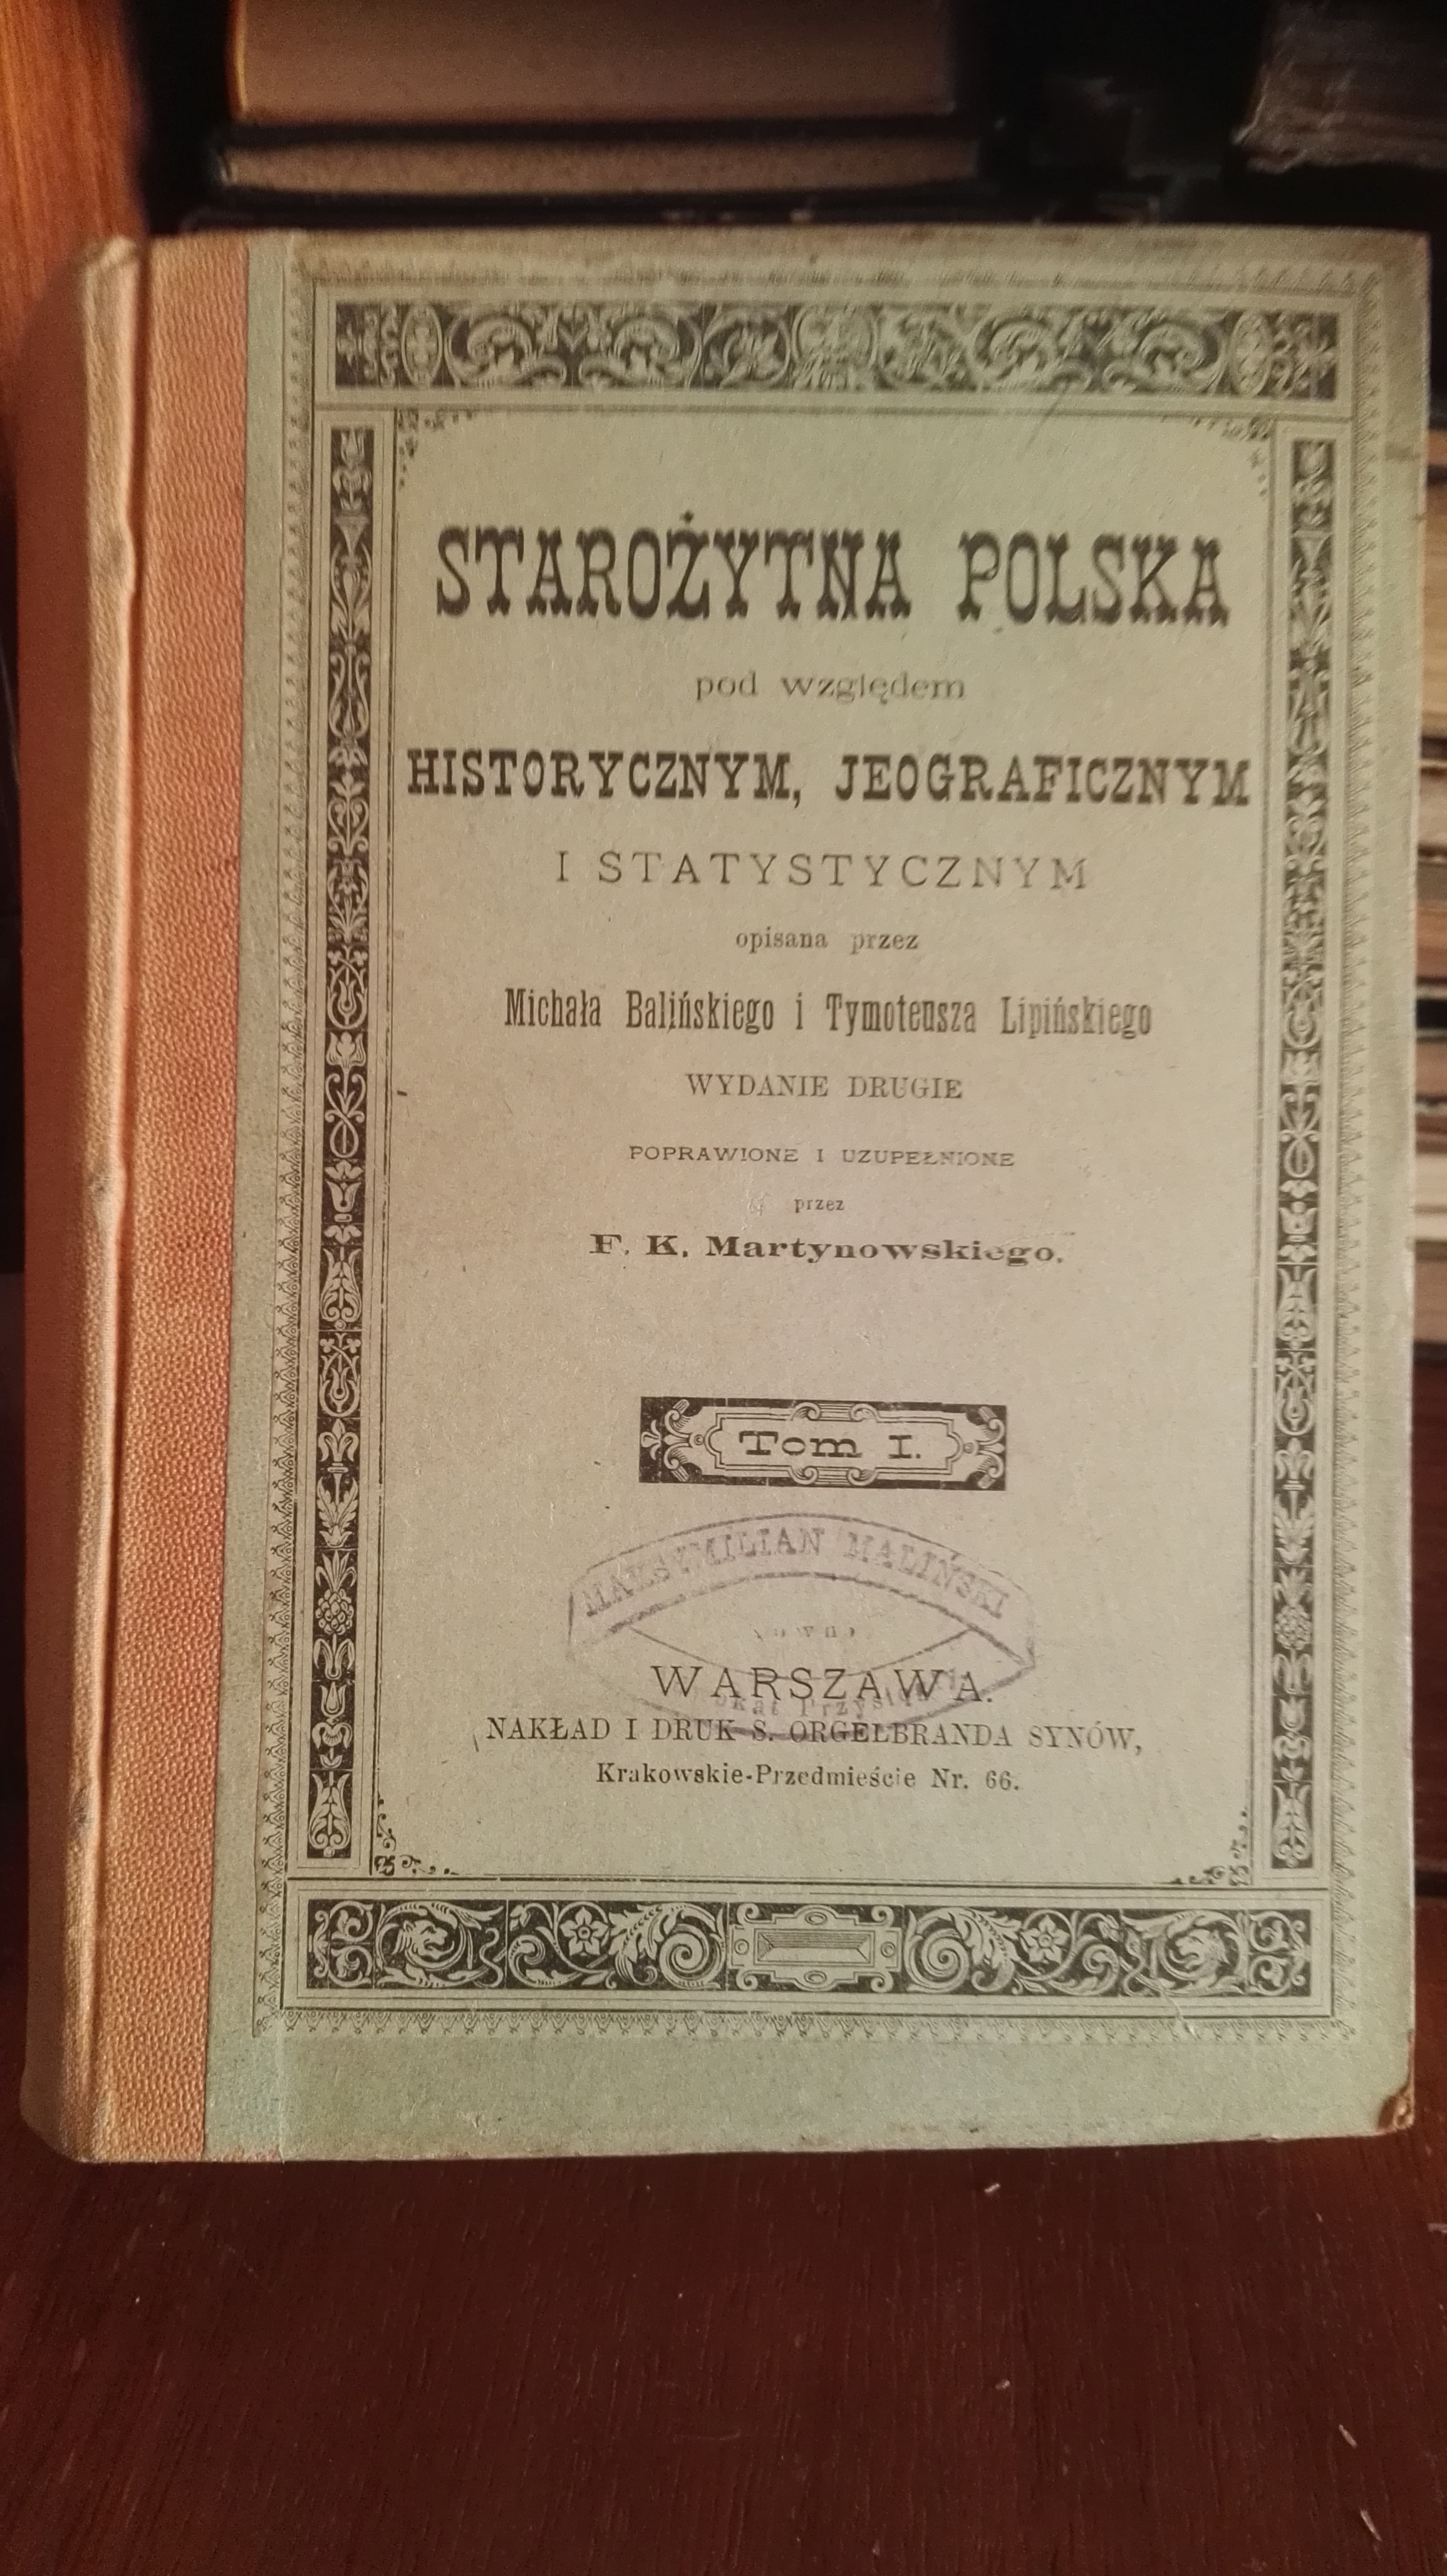 STAROŻYTNA POLSKA
pod względem
HISTORYCZNYM, JEOGRAFICZNYM
I STATYSTYCZNYM
opisana przez
Michała Balińskiego i Tymoteusza Lipińskiego
WYDANIE DRUGIE
POPRAWIONE I UZUPEŁNIONE
przez
F. K. Martynowskiego.
Tom I.
MAKSYMILIAN MALIŃSKI
WARSZAWA.
NAKŁAD I DRUK S. ORGELBRANDA SYNÓW,
Krakowskie-Przedmieście Nr. 66.